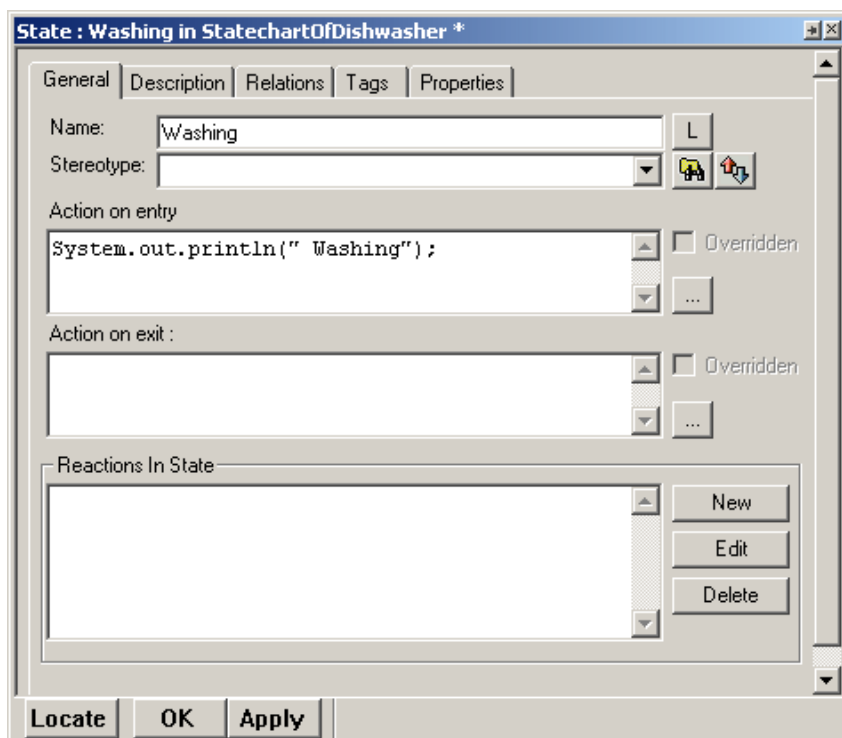 State : Washing in StatechartOfDishwasher *
General Description Relations Tags Properties
Name: Washing L
Stereotype:
Action on entry
System.out.println(" Washing"); Overridden
...
Action on exit :
Overridden
...
Reactions In State
New
Edit
Delete
Locate OK Apply